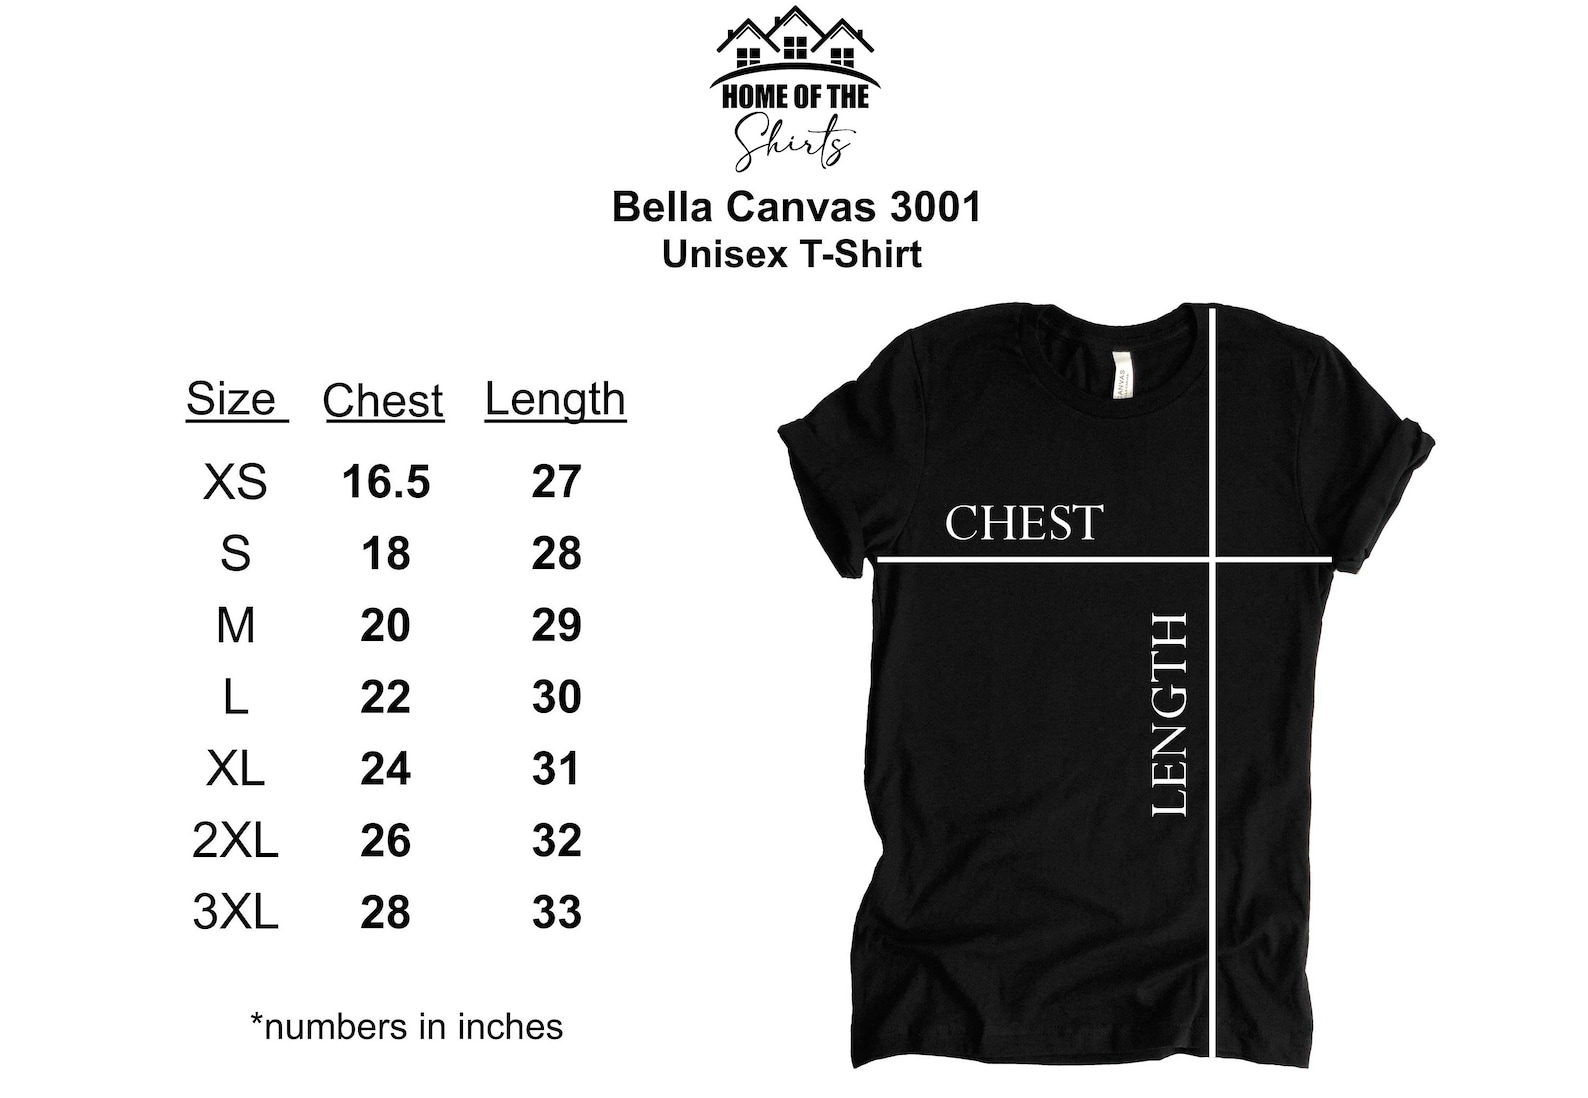 HOME OF THE
Shirts
Bella Canvas 3001
Unisex T-Shirt
Size Chest Length
XS 16.5 27
S 18 28
M 20 29
L 22 30
XL 24 31
2XL 26 32
3XL 28 33
*numbers in inches
CANVAS
CHEST
LENGTH